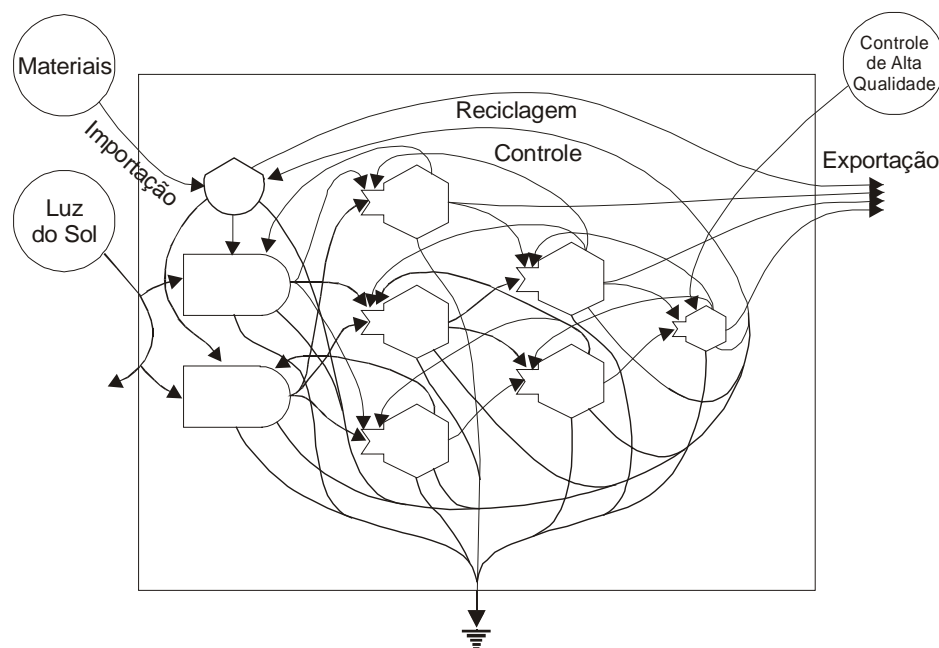 Materiais
Controle
de Alta
Qualidade
Reciclagem
Importação
Controle
Exportação
Luz
do Sol